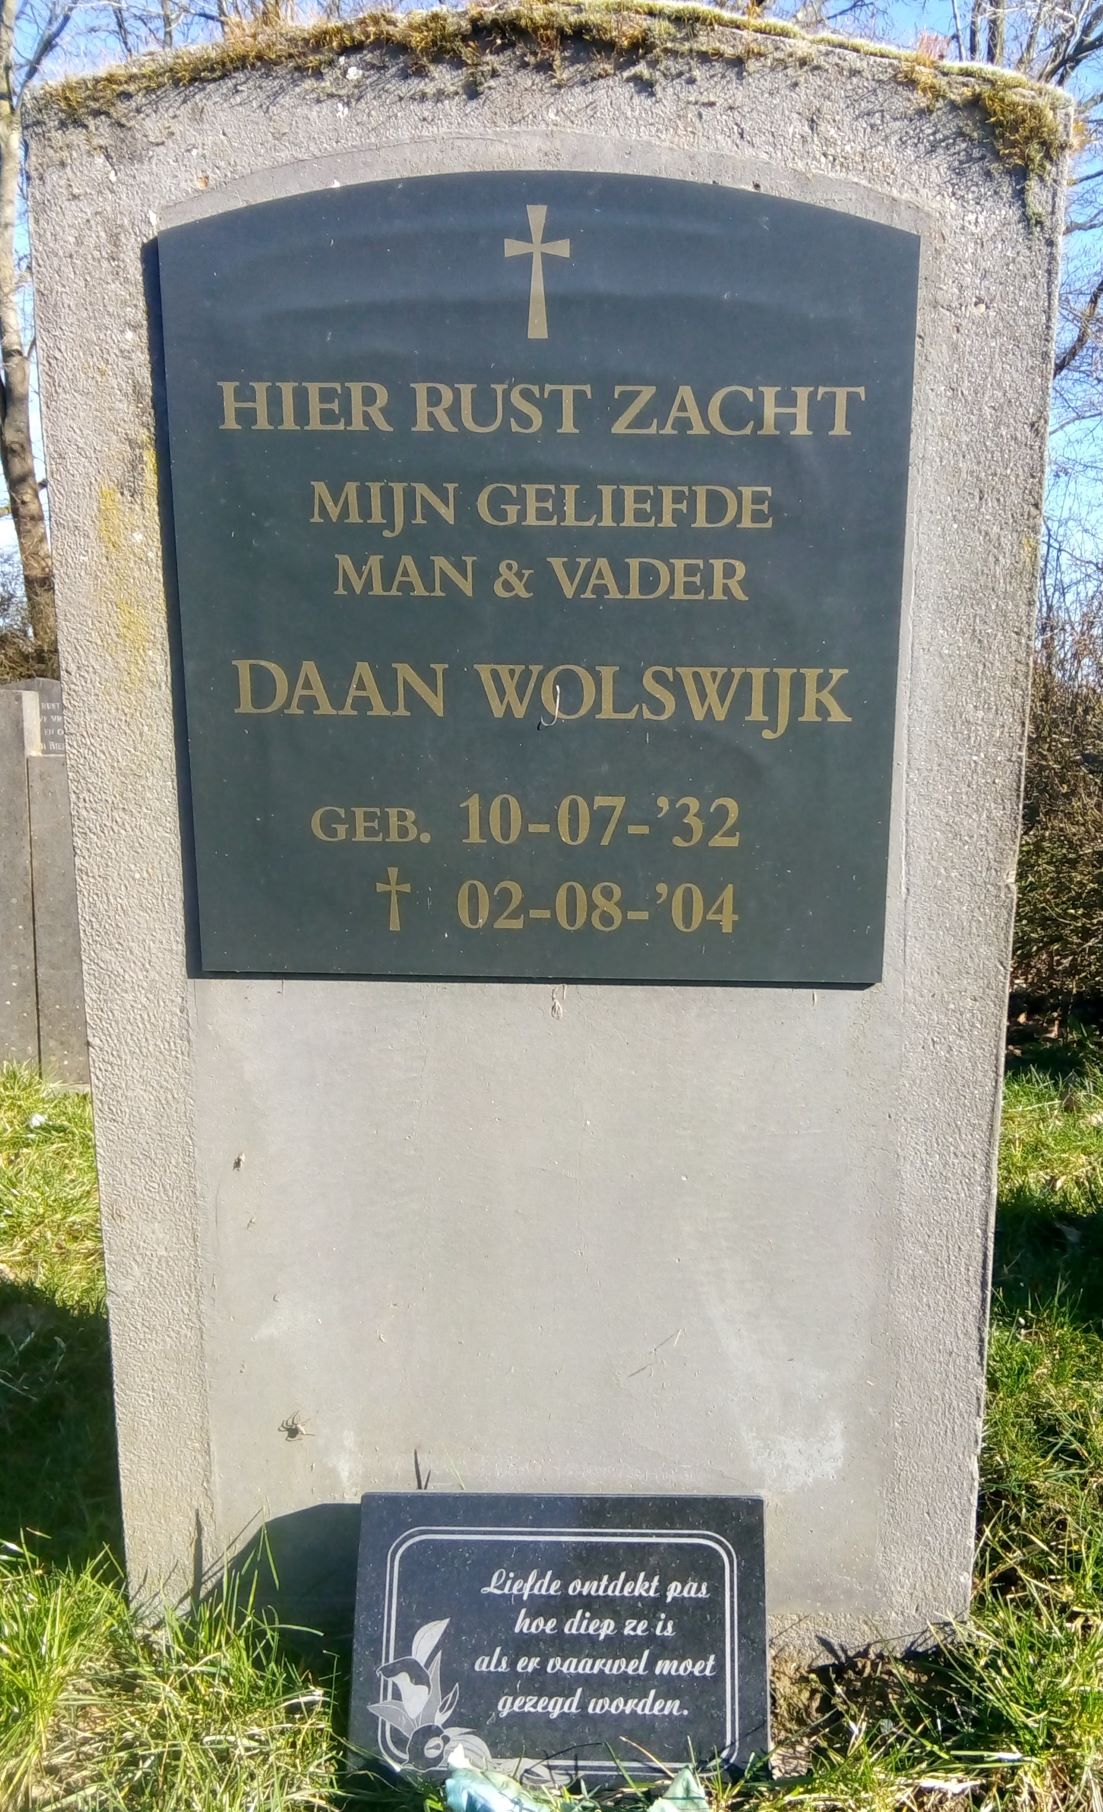 HIER RUST ZACHT
MIJN GELIEFDE
MAN & VADER
DAAN WOLSWIJK
GEB. 10-07-'32
† 02-08-'04
Liefde ontdekt pas
hoe diep ze is
als er vaarwel moet
gezegd worden.